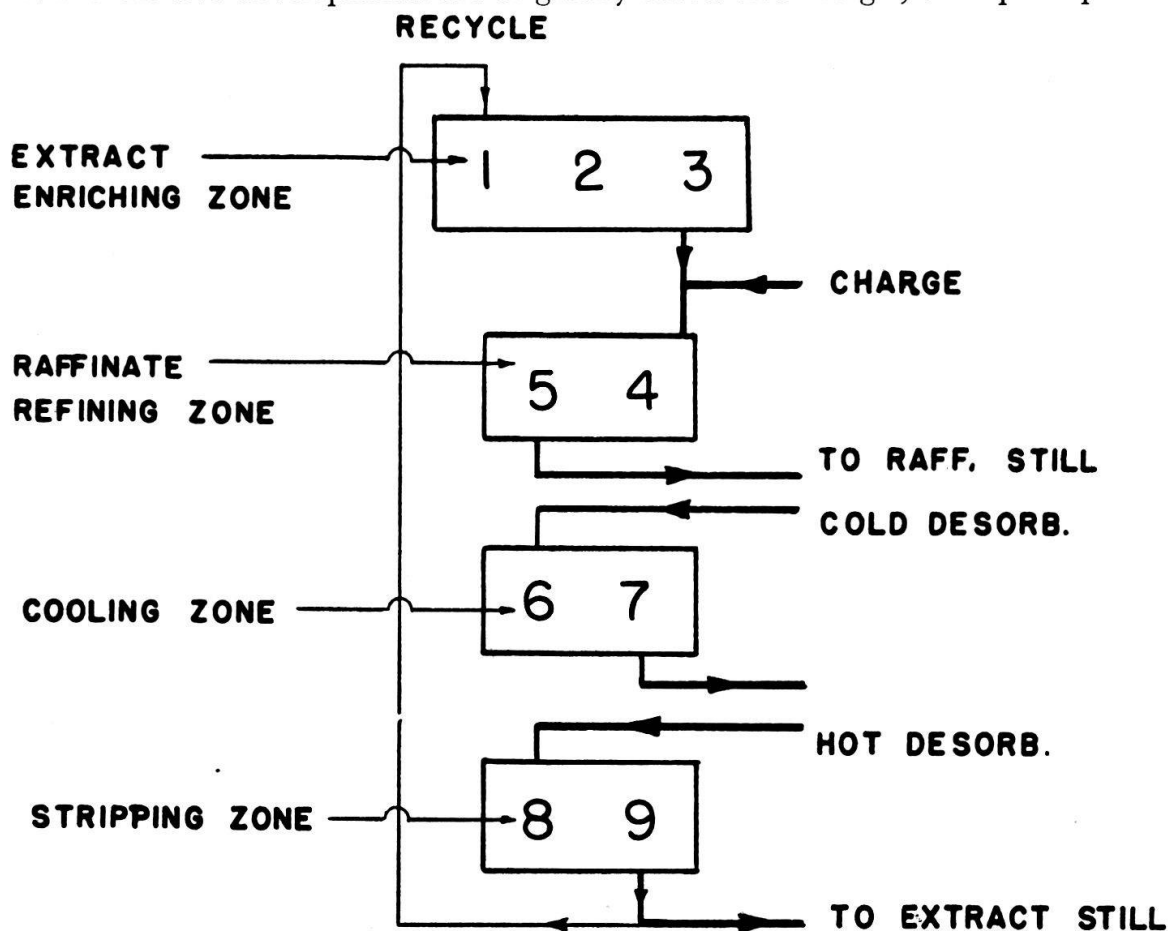 RECYCLE
EXTRACT
ENRICHING ZONE
1 2 3
CHARGE
RAFFINATE
REFINING ZONE
5 4
TO RAFF. STILL
COLD DESORB.
COOLING ZONE
6 7
HOT DESORB.
STRIPPING ZONE
8 9
TO EXTRACT STILL